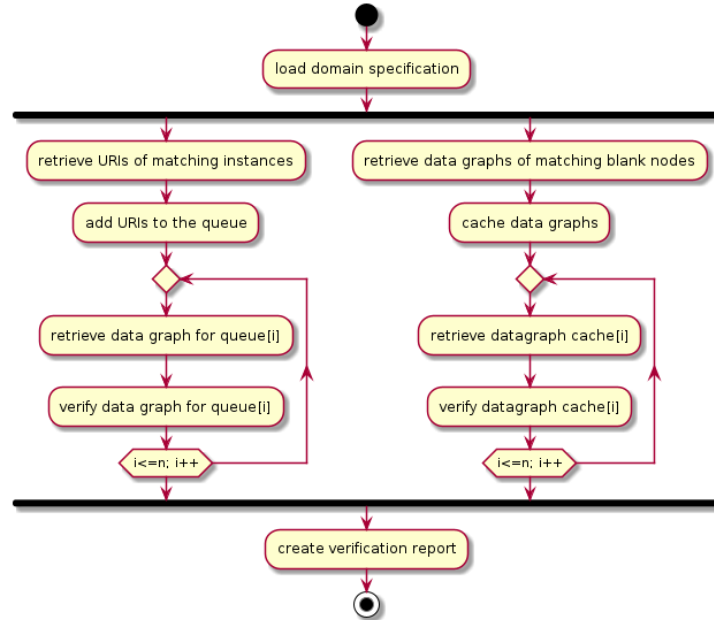 load domain specification
retrieve URIs of matching instances
add URIs to the queue
retrieve data graph for queue[i]
verify data graph for queue[i]
i<=n; i++
retrieve data graphs of matching blank nodes
cache data graphs
retrieve datagraph cache[i]
verify datagraph cache[i]
i<=n; i++
create verification report